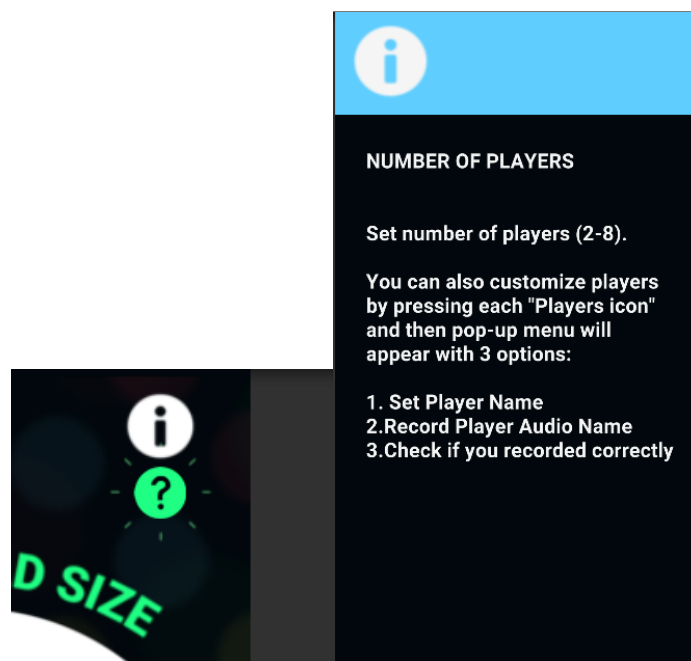 NUMBER OF PLAYERS
Set number of players (2-8).
You can also customize players
by pressing each "Players icon"
and then pop-up menu will
appear with 3 options:
1. Set Player Name
2.Record Player Audio Name
3.Check if you recorded correctly
i
?
D SIZE